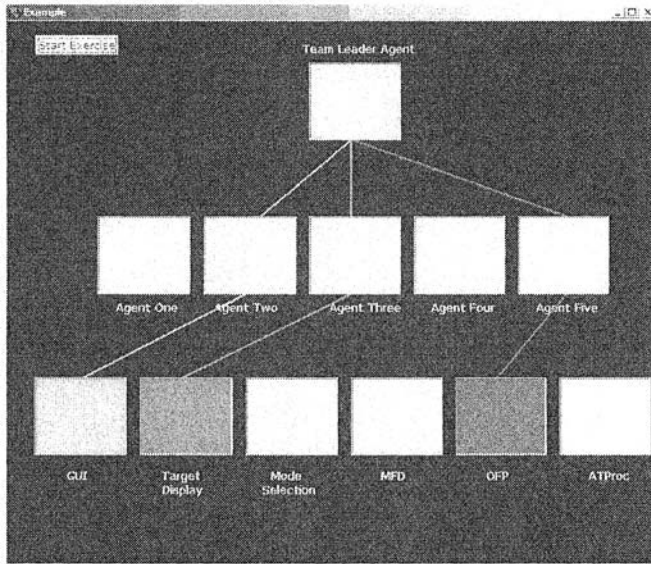 Example
Start Exercise
Team Leader Agent
Agent One
Agent Two
Agent Three
Agent Four
Agent Five
GUI
Target
Display
Mode
Selection
MFD
OFP
ATProc